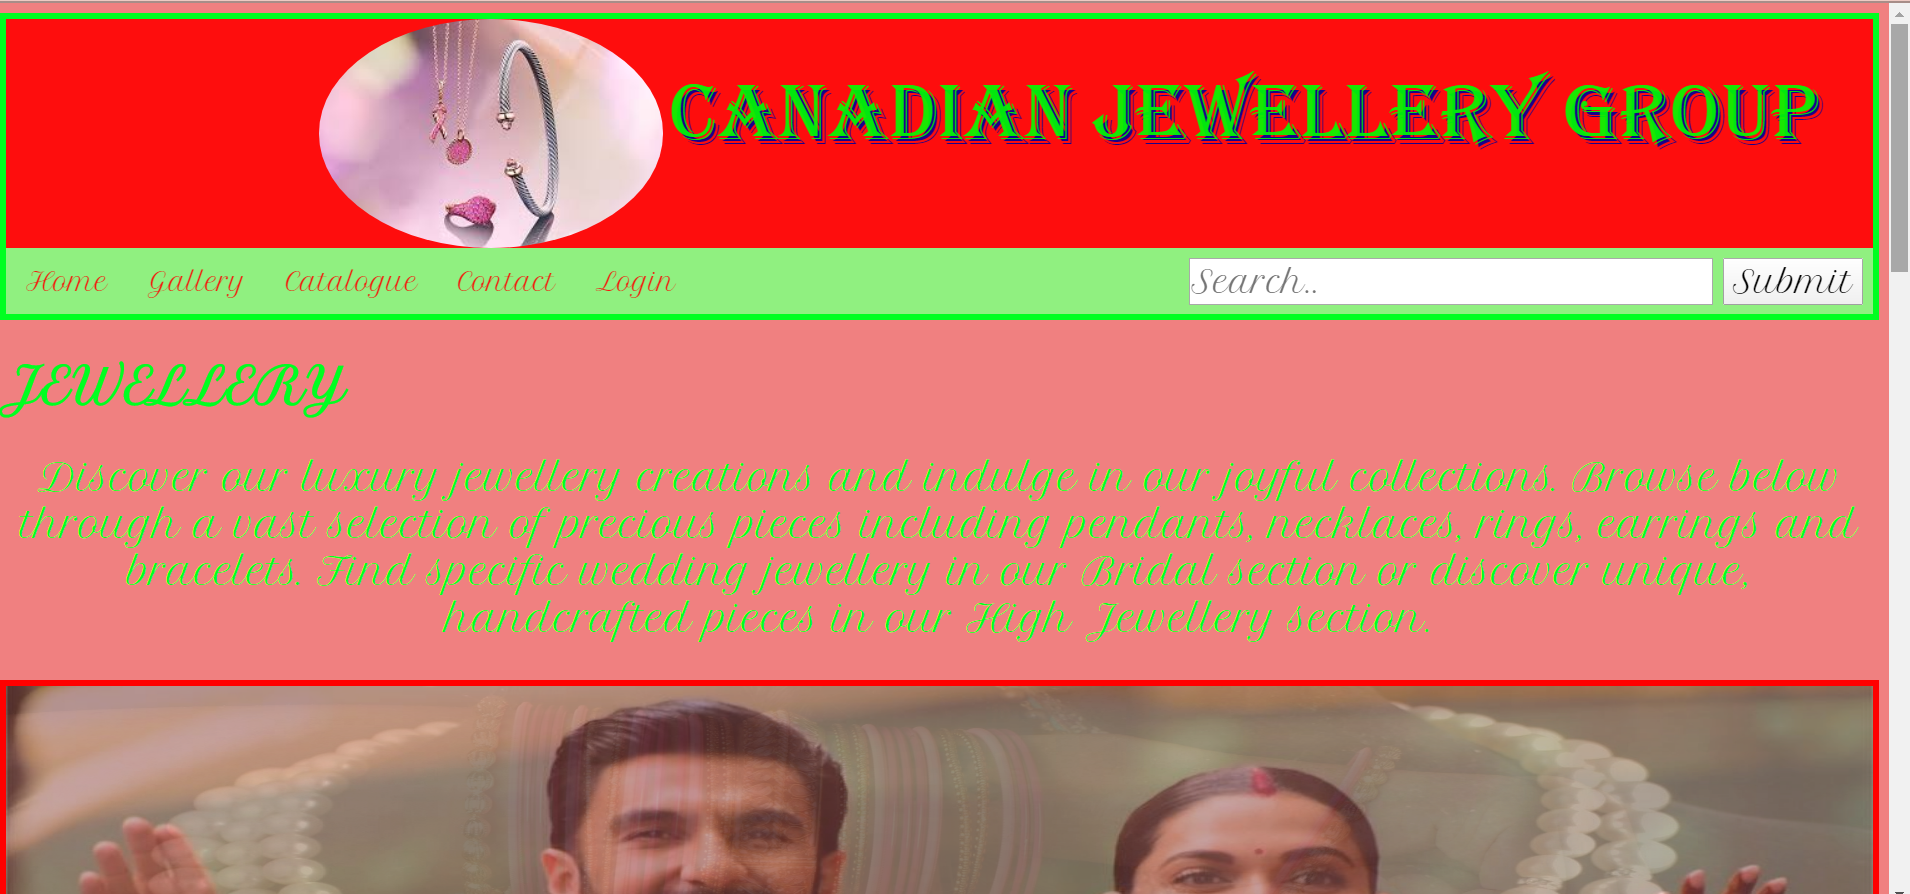 CANADIAN JEWELLERY GROUP
Home Gallery Catalogue Contact Login Search.. Submit
JEWELLERY
Discover our luxury jewellery creations and indulge in our joyful collections. Browse below
through a vast selection of precious pieces including pendants, necklaces, rings, earrings and
bracelets. Find specific wedding jewellery in our Bridal section or discover unique,
handcrafted pieces in our High Jewellery section.